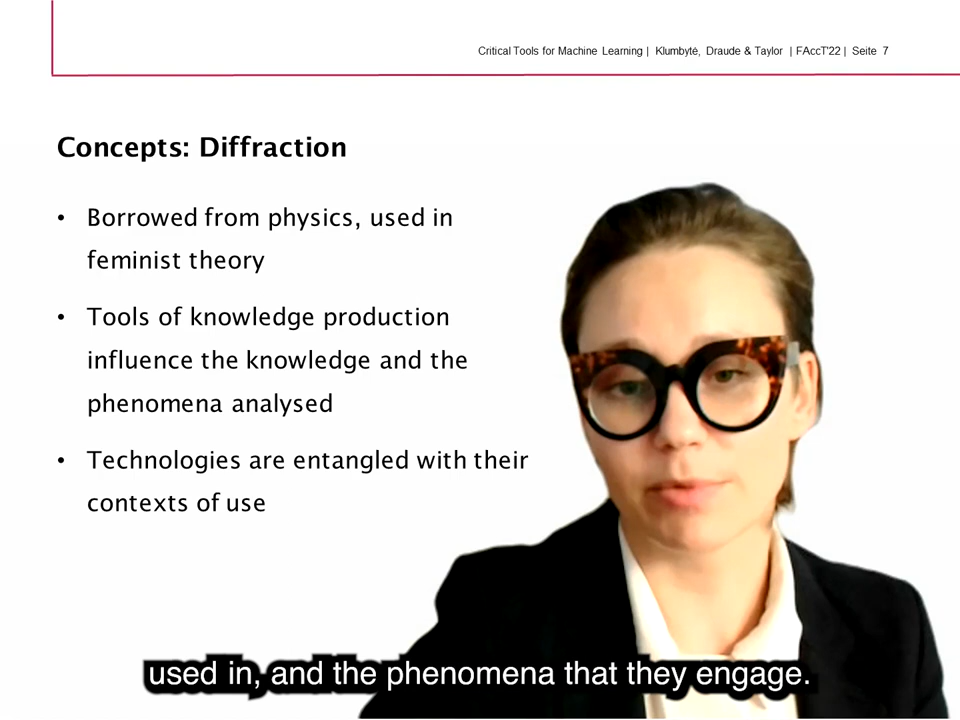 Critical Tools for Machine Learning | Klumbytė, Draude & Taylor | FAccT'22 | Seite 7
Concepts: Diffraction
• Borrowed from physics, used in
feminist theory
• Tools of knowledge production
influence the knowledge and the
phenomena analysed
• Technologies are entangled with their
contexts of use
used in, and the phenomena that they engage.